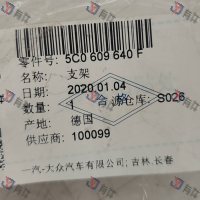 零件号: 5C0 609 640 F
名称: 支架
日期: 2020.01.04
数量: 1 源仓库: S026
产地: 德国
供应商: 100099
一汽-大众汽车有限公司; 吉林.长春